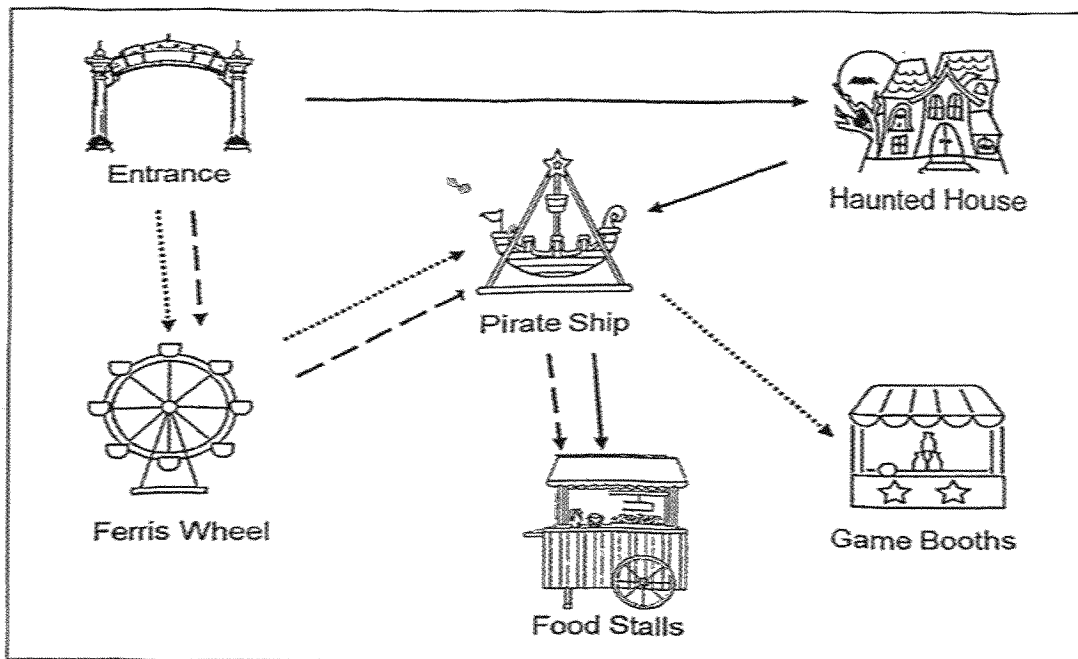 Entrance
Haunted House
Pirate Ship
Ferris Wheel
Game Booths
Food Stalls